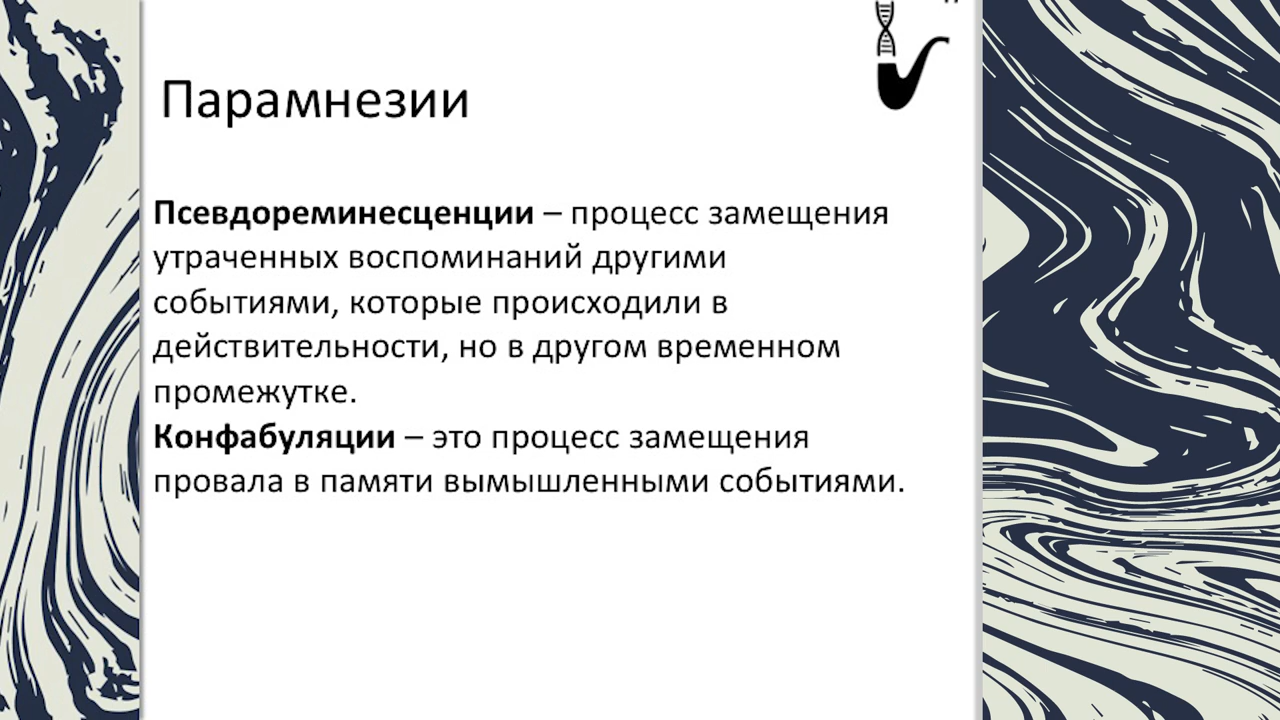 Парамнезии
Псевдореминесценции – процесс замещения
утраченных воспоминаний другими
событиями, которые происходили в
действительности, но в другом временном
промежутке.
Конфабуляции – это процесс замещения
провала в памяти вымышленными событиями.